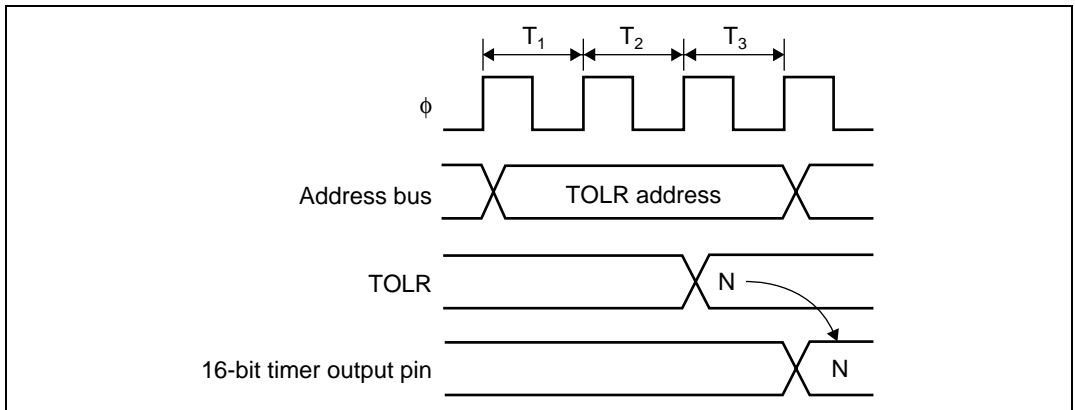 T₁ T₂ T₃
ϕ
Address bus TOLR address
TOLR N
16-bit timer output pin N